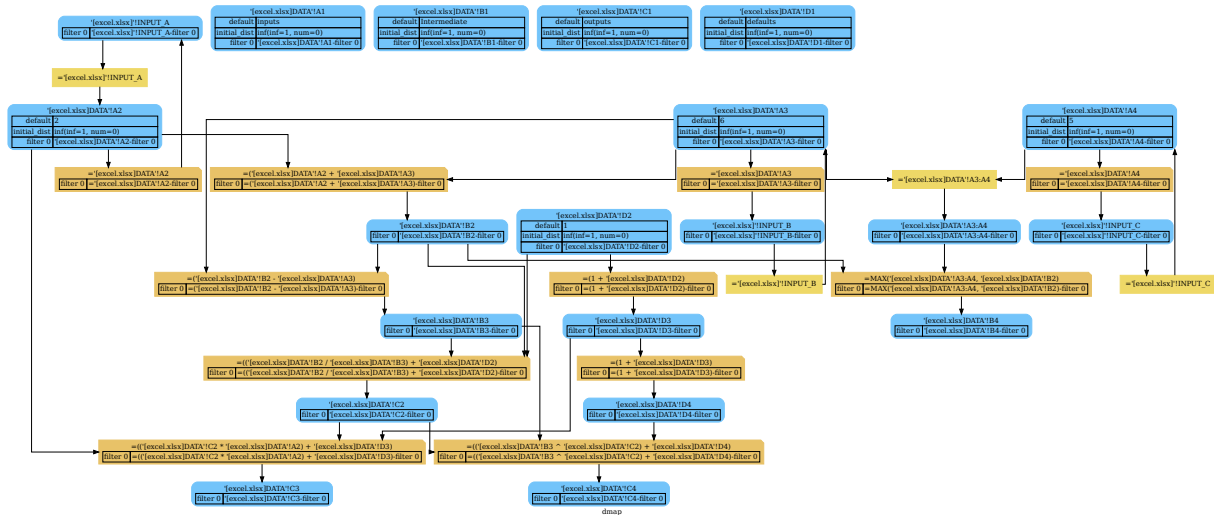 '[excel.xlsx]'!INPUT_A
filter 0 '[excel.xlsx]'!INPUT_A-filter 0
'[excel.xlsx]DATA'!A1
default inputs
initial_dist inf(inf=1, num=0)
filter 0 '[excel.xlsx]DATA'!A1-filter 0
'[excel.xlsx]DATA'!B1
default Intermediate
initial_dist inf(inf=1, num=0)
filter 0 '[excel.xlsx]DATA'!B1-filter 0
'[excel.xlsx]DATA'!C1
default outputs
initial_dist inf(inf=1, num=0)
filter 0 '[excel.xlsx]DATA'!C1-filter 0
'[excel.xlsx]DATA'!D1
default defaults
initial_dist inf(inf=1, num=0)
filter 0 '[excel.xlsx]DATA'!D1-filter 0
='[excel.xlsx]'!INPUT_A
'[excel.xlsx]DATA'!A2
default 2
initial_dist inf(inf=1, num=0)
filter 0 '[excel.xlsx]DATA'!A2-filter 0
'[excel.xlsx]DATA'!A3
default 6
initial_dist inf(inf=1, num=0)
filter 0 '[excel.xlsx]DATA'!A3-filter 0
'[excel.xlsx]DATA'!A4
default 5
initial_dist inf(inf=1, num=0)
filter 0 '[excel.xlsx]DATA'!A4-filter 0
='[excel.xlsx]DATA'!A2
filter 0 ='[excel.xlsx]DATA'!A2-filter 0
=('[excel.xlsx]DATA'!A2 + '[excel.xlsx]DATA'!A3)
filter 0 =('[excel.xlsx]DATA'!A2 + '[excel.xlsx]DATA'!A3)-filter 0
='[excel.xlsx]DATA'!A3
filter 0 ='[excel.xlsx]DATA'!A3-filter 0
='[excel.xlsx]DATA'!A3:A4
='[excel.xlsx]DATA'!A4
filter 0 ='[excel.xlsx]DATA'!A4-filter 0
'[excel.xlsx]DATA'!B2
filter 0 '[excel.xlsx]DATA'!B2-filter 0
'[excel.xlsx]DATA'!D2
default 1
initial_dist inf(inf=1, num=0)
filter 0 '[excel.xlsx]DATA'!D2-filter 0
'[excel.xlsx]'!INPUT_B
filter 0 '[excel.xlsx]'!INPUT_B-filter 0
'[excel.xlsx]DATA'!A3:A4
filter 0 '[excel.xlsx]DATA'!A3:A4-filter 0
'[excel.xlsx]'!INPUT_C
filter 0 '[excel.xlsx]'!INPUT_C-filter 0
=('[excel.xlsx]DATA'!B2 - '[excel.xlsx]DATA'!A3)
filter 0 =('[excel.xlsx]DATA'!B2 - '[excel.xlsx]DATA'!A3)-filter 0
=(1 + '[excel.xlsx]DATA'!D2)
filter 0 =(1 + '[excel.xlsx]DATA'!D2)-filter 0
='[excel.xlsx]'!INPUT_B
=MAX('[excel.xlsx]DATA'!A3:A4, '[excel.xlsx]DATA'!B2)
filter 0 =MAX('[excel.xlsx]DATA'!A3:A4, '[excel.xlsx]DATA'!B2)-filter 0
='[excel.xlsx]'!INPUT_C
'[excel.xlsx]DATA'!B3
filter 0 '[excel.xlsx]DATA'!B3-filter 0
'[excel.xlsx]DATA'!D3
filter 0 '[excel.xlsx]DATA'!D3-filter 0
'[excel.xlsx]DATA'!B4
filter 0 '[excel.xlsx]DATA'!B4-filter 0
=(('[excel.xlsx]DATA'!B2 / '[excel.xlsx]DATA'!B3) + '[excel.xlsx]DATA'!D2)
filter 0 =(('[excel.xlsx]DATA'!B2 / '[excel.xlsx]DATA'!B3) + '[excel.xlsx]DATA'!D2)-filter 0
=(1 + '[excel.xlsx]DATA'!D3)
filter 0 =(1 + '[excel.xlsx]DATA'!D3)-filter 0
'[excel.xlsx]DATA'!C2
filter 0 '[excel.xlsx]DATA'!C2-filter 0
'[excel.xlsx]DATA'!D4
filter 0 '[excel.xlsx]DATA'!D4-filter 0
=(('[excel.xlsx]DATA'!C2 * '[excel.xlsx]DATA'!A2) + '[excel.xlsx]DATA'!D3)
filter 0 =(('[excel.xlsx]DATA'!C2 * '[excel.xlsx]DATA'!A2) + '[excel.xlsx]DATA'!D3)-filter 0
=(('[excel.xlsx]DATA'!B3 ^ '[excel.xlsx]DATA'!C2) + '[excel.xlsx]DATA'!D4)
filter 0 =(('[excel.xlsx]DATA'!B3 ^ '[excel.xlsx]DATA'!C2) + '[excel.xlsx]DATA'!D4)-filter 0
'[excel.xlsx]DATA'!C3
filter 0 '[excel.xlsx]DATA'!C3-filter 0
'[excel.xlsx]DATA'!C4
filter 0 '[excel.xlsx]DATA'!C4-filter 0
dmap